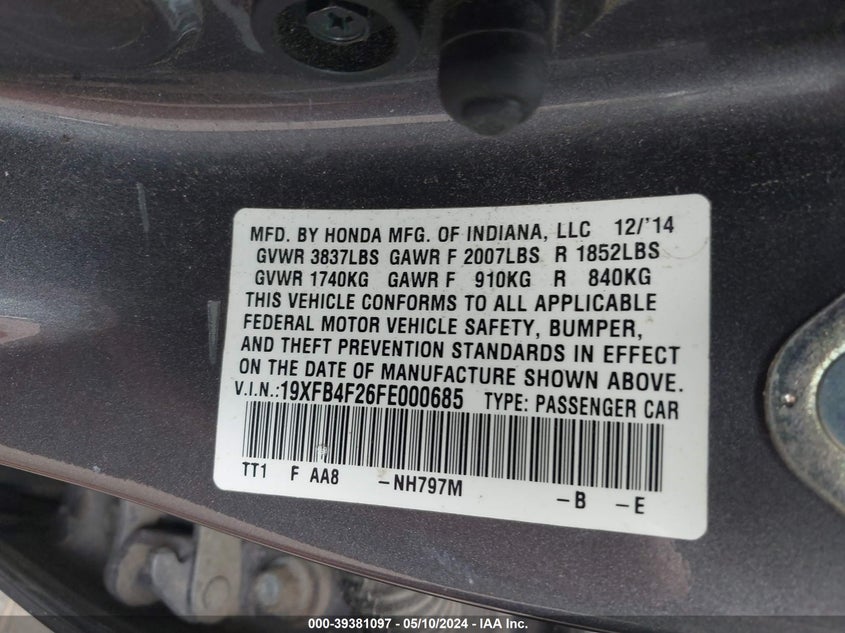 MFD. BY HONDA MFG. OF INDIANA, LLC 12/'14
GVWR 3837LBS GAWR F 2007LBS R 1852LBS
GVWR 1740KG GAWR F 910KG R 840KG
THIS VEHICLE CONFORMS TO ALL APPLICABLE
FEDERAL MOTOR VEHICLE SAFETY, BUMPER,
AND THEFT PREVENTION STANDARDS IN EFFECT
ON THE DATE OF MANUFACTURE SHOWN ABOVE.
V.I.N.:19XFB4F26FE000685 TYPE: PASSENGER CAR
TT1 F AA8 -NH797M -B -E
000-39381097 - 05/10/2024 - IAA Inc.